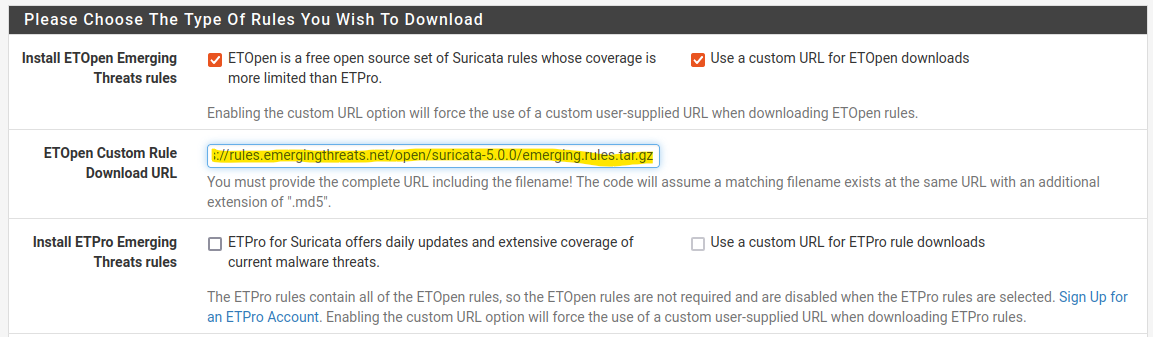 Please Choose The Type Of Rules You Wish To Download
Install ETOpen Emerging Threats rules
ETOpen is a free open source set of Suricata rules whose coverage is
more limited than ETPro.
Use a custom URL for ETOpen downloads
Enabling the custom URL option will force the use of a custom user-supplied URL when downloading ETOpen rules.
ETOpen Custom Rule
Download URL
://rules.emergingthreats.net/open/suricata-5.0.0/emerging.rules.tar.gz
You must provide the complete URL including the filename! The code will assume a matching filename exists at the same URL with an additional
extension of ".md5".
Install ETPro Emerging
Threats rules
ETPro for Suricata offers daily updates and extensive coverage of
current malware threats.
Use a custom URL for ETPro rule downloads
The ETPro rules contain all of the ETOpen rules, so the ETOpen rules are not required and are disabled when the ETPro rules are selected. Sign Up for
an ETPro Account. Enabling the custom URL option will force the use of a custom user-supplied URL when downloading ETPro rules.